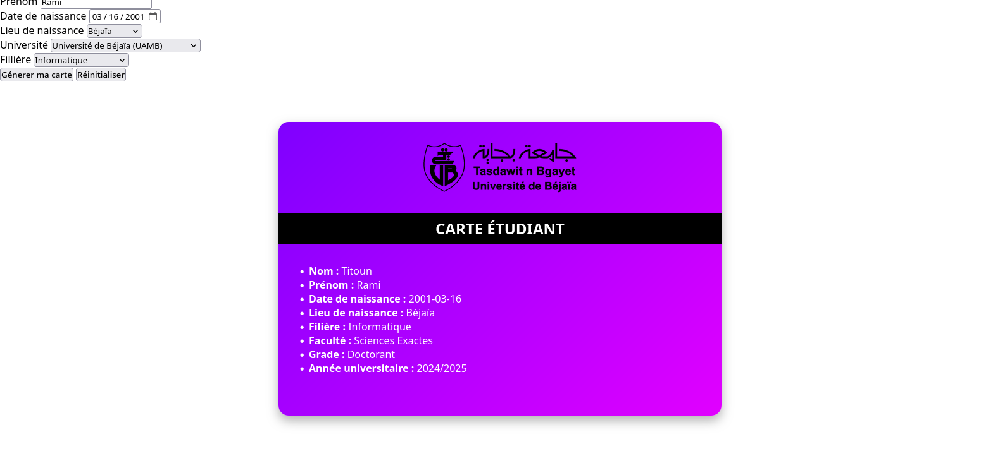 Prénom Rami
Date de naissance 03 / 16 / 2001
Lieu de naissance Béjaïa
Université Université de Béjaïa (UAMB)
Fillière Informatique
Génerer ma carte Réinitialiser
جامعة بجاية
Tasdawit n Bgayet
Université de Béjaïa
CARTE ÉTUDIANT
• Nom : Titoun
• Prénom : Rami
• Date de naissance : 2001-03-16
• Lieu de naissance : Béjaïa
• Filière : Informatique
• Faculté : Sciences Exactes
• Grade : Doctorant
• Année universitaire : 2024/2025